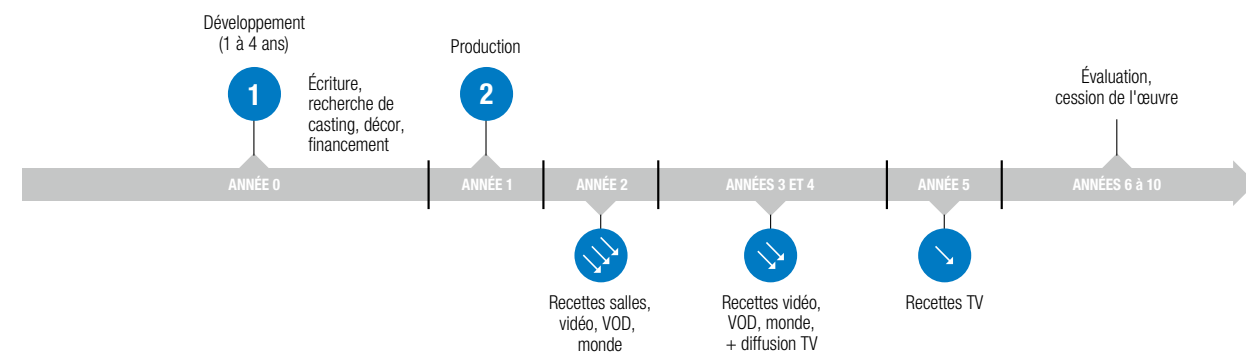 Développement
(1 à 4 ans)
1
Écriture,
recherche de
casting, décor,
financement
Production
2
Évaluation,
cession de l'œuvre
ANNÉE 0
ANNÉE 1
ANNÉE 2
ANNÉES 3 ET 4
ANNÉE 5
ANNÉES 6 à 10
Recettes salles,
vidéo, VOD,
monde
Recettes vidéo,
VOD, monde,
+ diffusion TV
Recettes TV